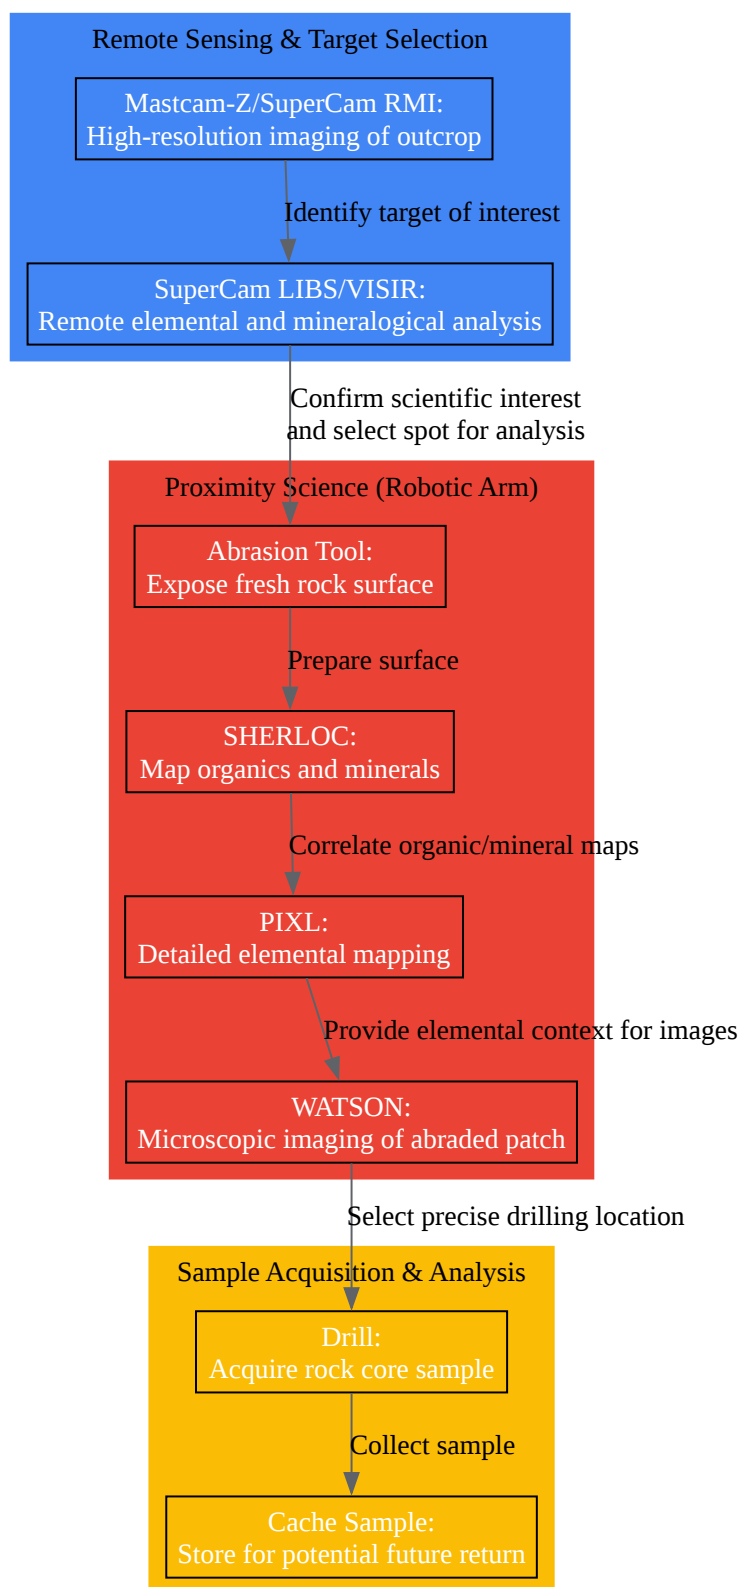 Remote Sensing & Target Selection
Mastcam-Z/SuperCam RMI:
High-resolution imaging of outcrop
Identify target of interest
SuperCam LIBS/VISIR:
Remote elemental and mineralogical analysis
Confirm scientific interest
and select spot for analysis
Proximity Science (Robotic Arm)
Abrasion Tool:
Expose fresh rock surface
Prepare surface
SHERLOC:
Map organics and minerals
Correlate organic/mineral maps
PIXL:
Detailed elemental mapping
Provide elemental context for images
WATSON:
Microscopic imaging of abraded patch
Select precise drilling location
Sample Acquisition & Analysis
Drill:
Acquire rock core sample
Collect sample
Cache Sample:
Store for potential future return